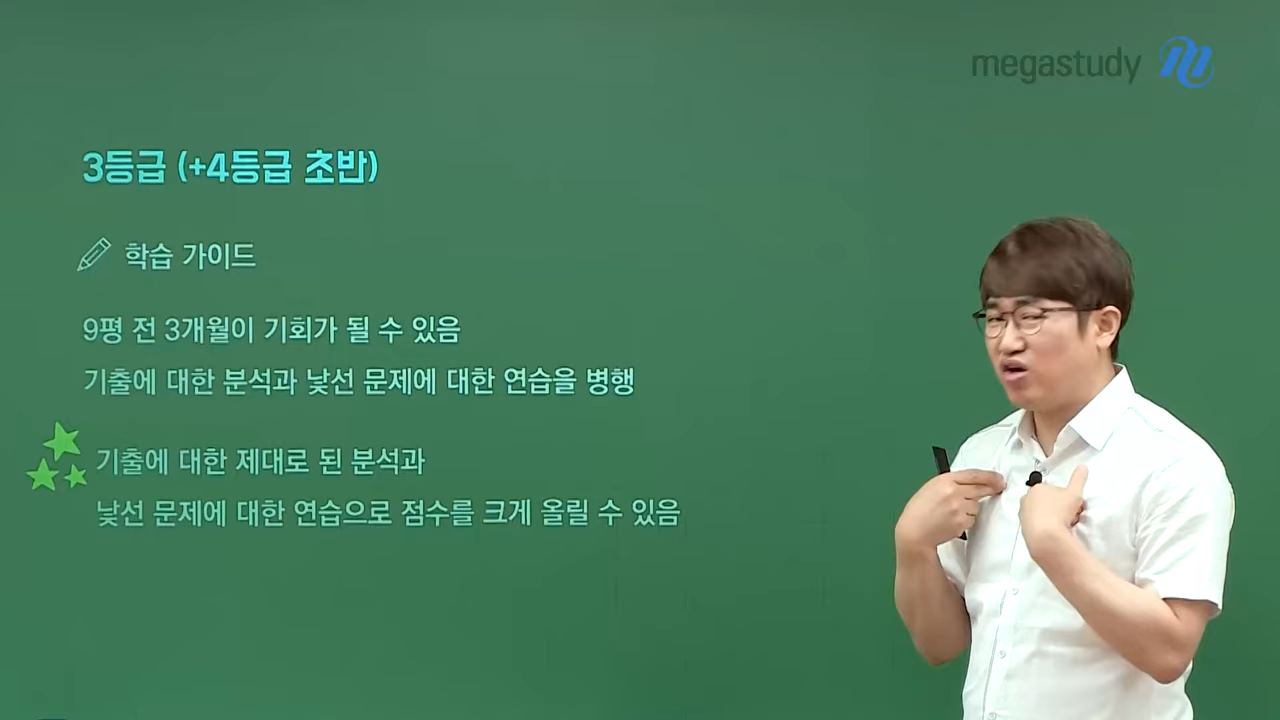 megastudy
3등급 (+4등급 초반)
학습 가이드
9평 전 3개월이 기회가 될 수 있음
기출에 대한 분석과 낯선 문제에 대한 연습을 병행
기출에 대한 제대로 된 분석과
낯선 문제에 대한 연습으로 점수를 크게 올릴 수 있음